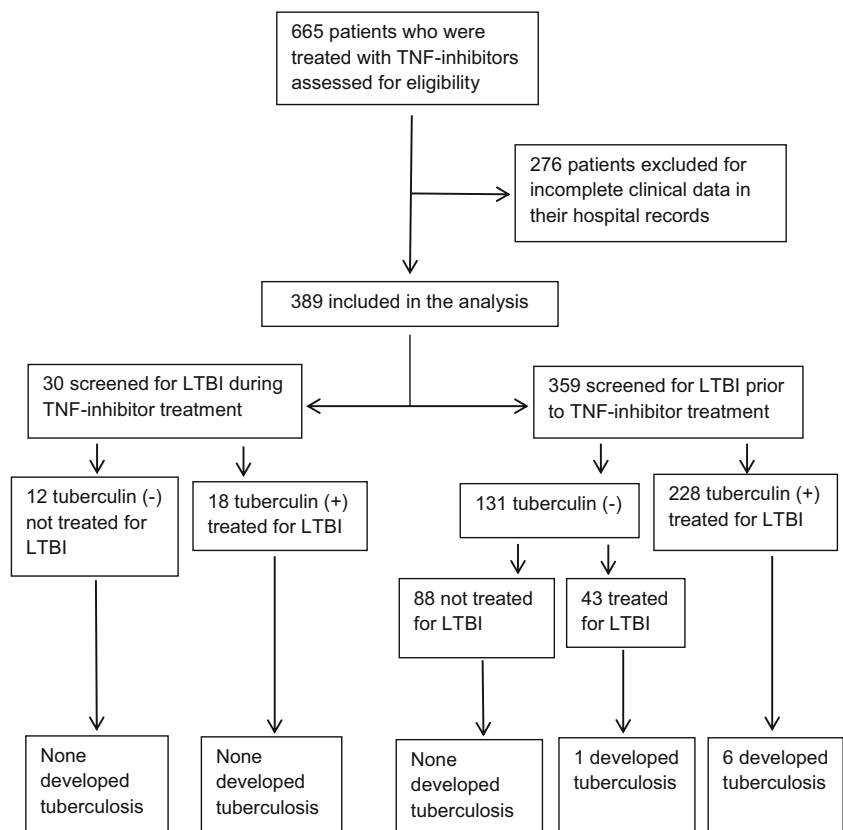 665 patients who were
treated with TNF-inhibitors
assessed for eligibility
276 patients excluded for
incomplete clinical data in
their hospital records
389 included in the analysis
30 screened for LTBI during
TNF-inhibitor treatment
359 screened for LTBI prior
to TNF-inhibitor treatment
12 tuberculin (-)
not treated for
LTBI
18 tuberculin (+)
treated for LTBI
131 tuberculin (-)
228 tuberculin (+)
treated for LTBI
88 not treated
for LTBI
43 treated
for LTBI
None
developed
tuberculosis
None
developed
tuberculosis
None
developed
tuberculosis
1 developed
tuberculosis
6 developed
tuberculosis